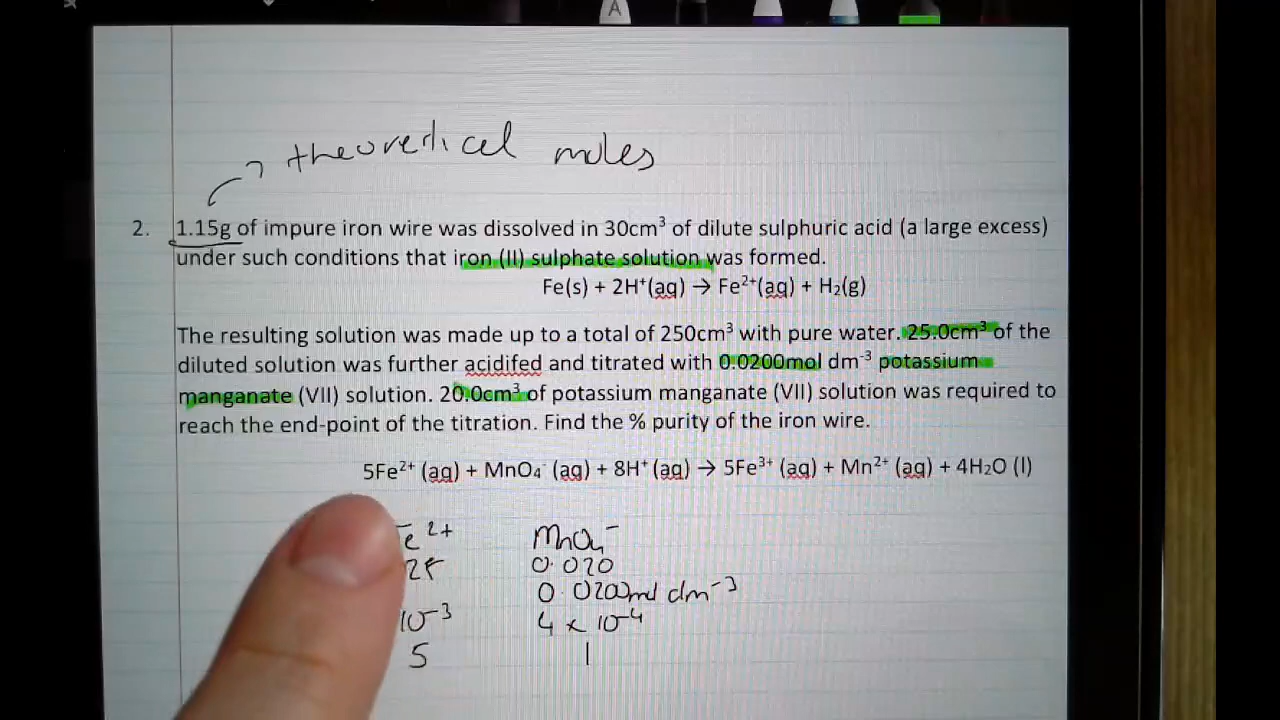 A
theoretical moles
2. 1.15g of impure iron wire was dissolved in 30cm³ of dilute sulphuric acid (a large excess)
under such conditions that iron (II) sulphate solution was formed.
Fe(s) + 2H⁺(aq) → Fe²⁺(aq) + H₂(g)
The resulting solution was made up to a total of 250cm³ with pure water. 25.0cm³ of the
diluted solution was further acidifed and titrated with 0.0200mol dm⁻³ potassium
manganate (VII) solution. 20.0cm³ of potassium manganate (VII) solution was required to
reach the end-point of the titration. Find the % purity of the iron wire.
5Fe²⁺ (aq) + MnO₄⁻ (aq) + 8H⁺ (aq) → 5Fe³⁺ (aq) + Mn²⁺ (aq) + 4H₂O (l)
e²⁺ MnO₄⁻
25 0.020
0.0200mol dm⁻³
10⁻³ 4 x 10⁻⁴
5 1